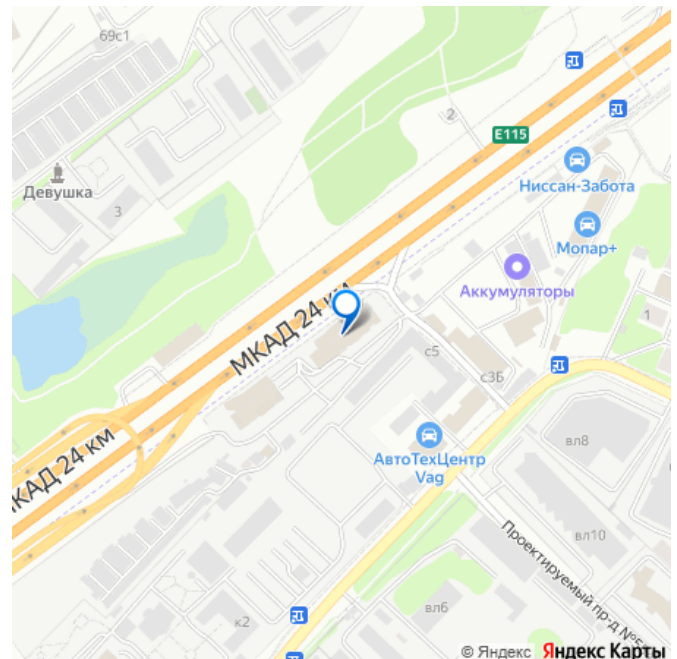 69с1
2
E115
Девушка
3
Ниссан-Забота
Мопар+
Аккумуляторы
МКАД 24 км
1
с5
с3Б
АвтоТехЦентр
Vag
вл8
МКАД 24 км
Проектируемый пр-д №5
вл10
вл6
к2
© Яндекс Яндекс Карты